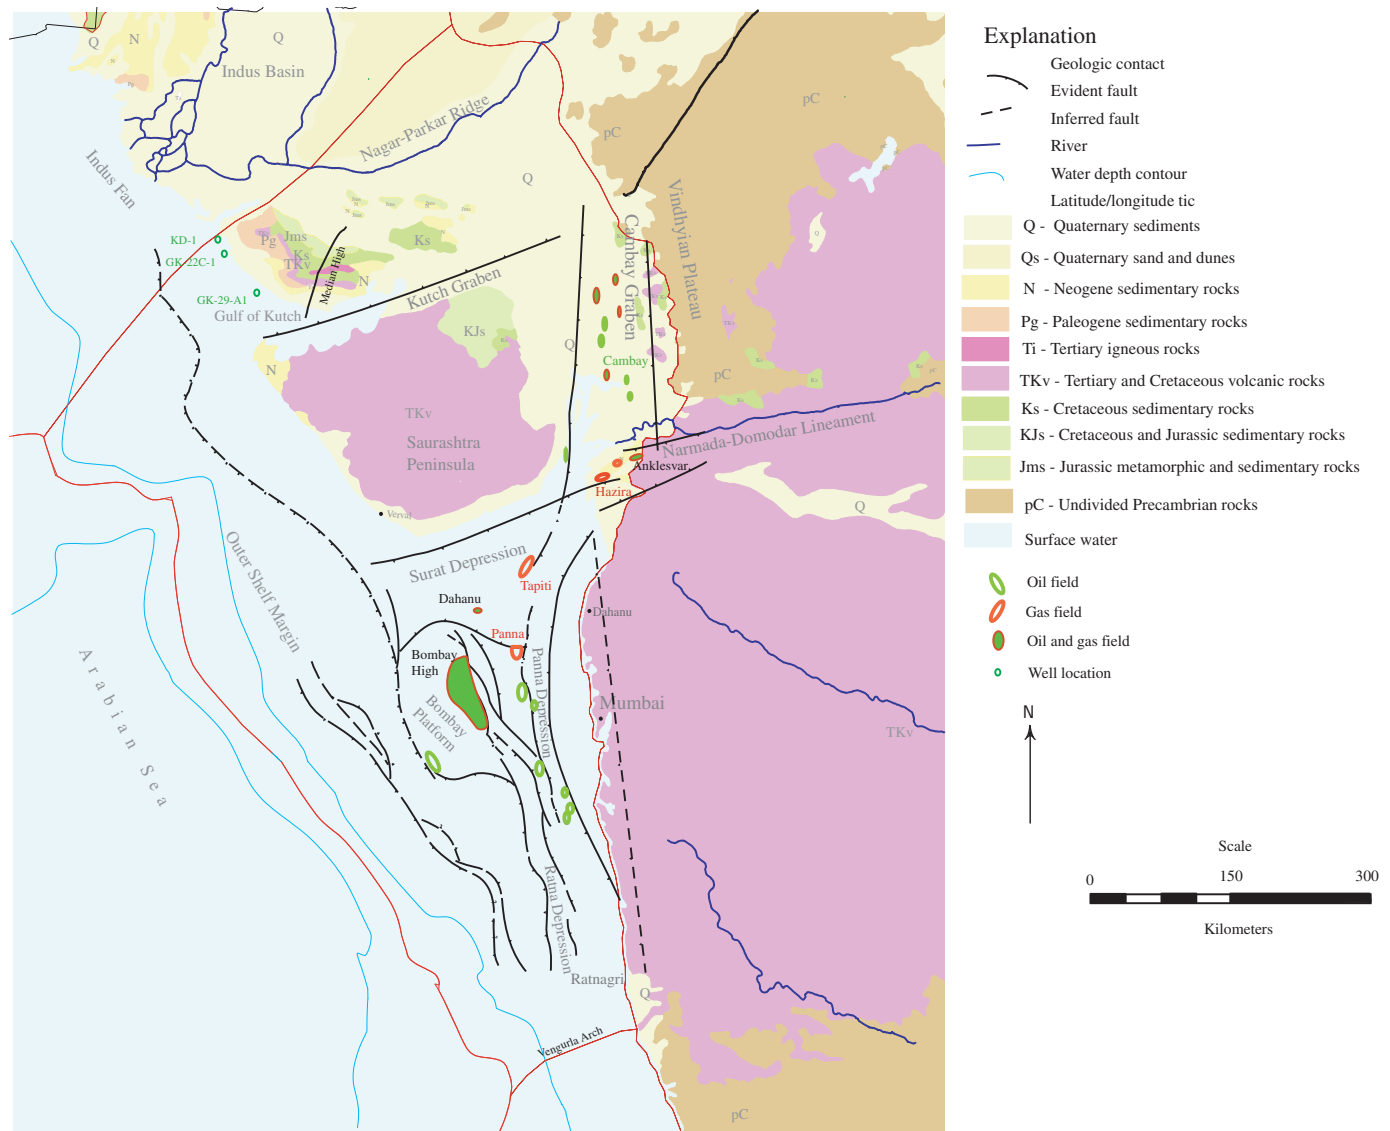 Q
N
Q
Indus Basin
N
Pg
Indus Fan
Nagar-Parkar Ridge
Q
pC
pC
Vindhyian Plateau
Q
KD-1
GK-22C-1
GK-29-A1
Gulf of Kutch
Pg
Jms
Ks
TKv
Median High
N
Ks
Kutch Graben
Cambay Graben
KJs
Q
N
Cambay
pC
TKv
Saurashtra
Peninsula
Narmada-Domodar Lineament
Anklesvar
Hazira
Verval
Q
Surat Depression
Tapiti
Dahanu
Dahanu
Outer Shelf Margin
Panna
Bombay
High
Bombay
Platform
Panna Depression
Mumbai
TKv
Arabian Sea
Ratna Depression
Ratnagri
Q
Vengurla Arch
pC
Explanation
Geologic contact
Evident fault
Inferred fault
River
Water depth contour
Latitude/longitude tic
Q - Quaternary sediments
Qs - Quaternary sand and dunes
N - Neogene sedimentary rocks
Pg - Paleogene sedimentary rocks
Ti - Tertiary igneous rocks
TKv - Tertiary and Cretaceous volcanic rocks
Ks - Cretaceous sedimentary rocks
KJs - Cretaceous and Jurassic sedimentary rocks
Jms - Jurassic metamorphic and sedimentary rocks
pC - Undivided Precambrian rocks
Surface water
Oil field
Gas field
Oil and gas field
Well location
N
Scale
0 150 300
Kilometers